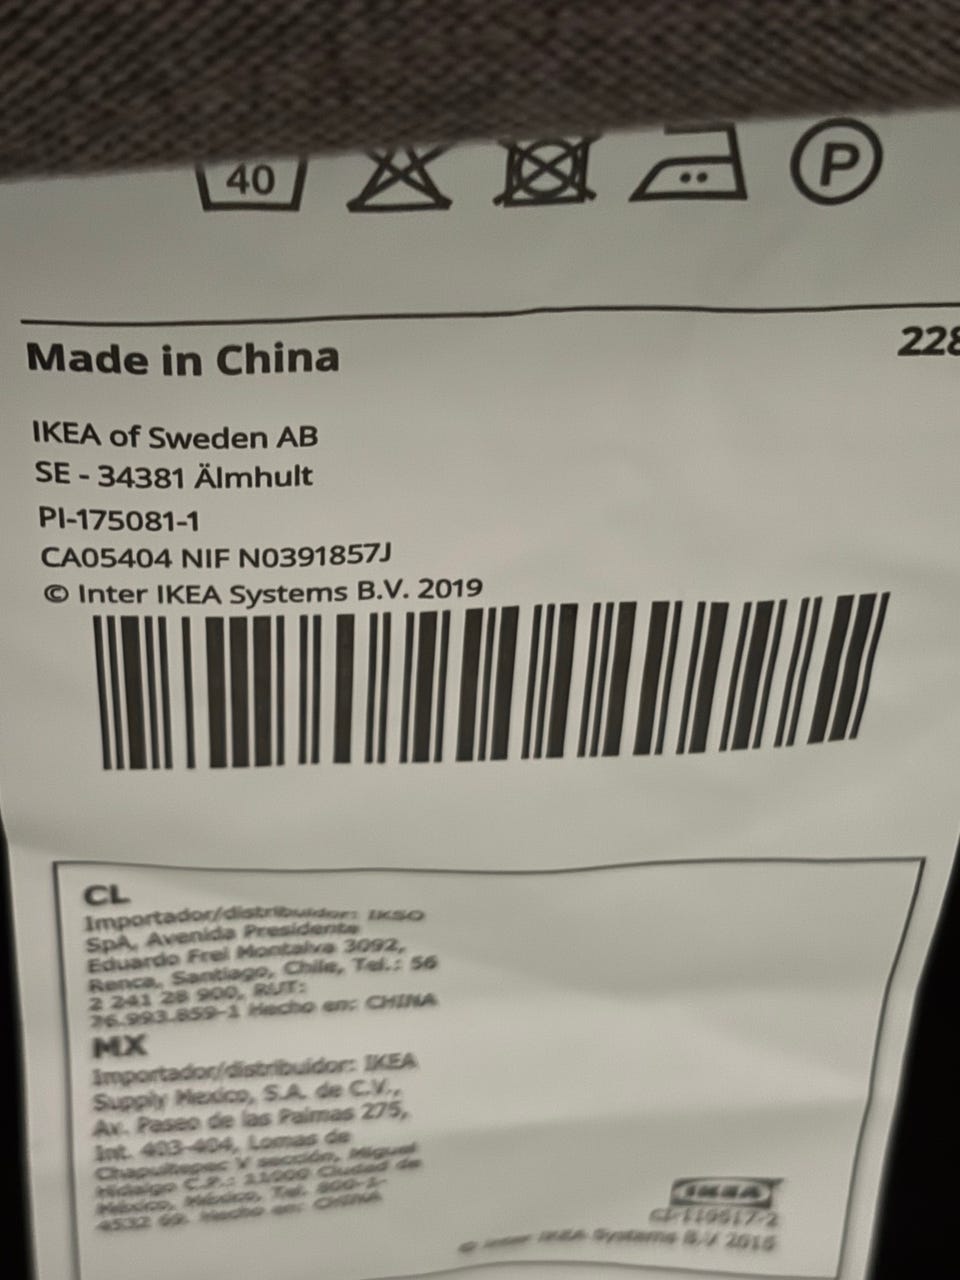 40
P
Made in China
228
IKEA of Sweden AB
SE - 34381 Älmhult
PI-175081-1
CA05404 NIF N0391857J
© Inter IKEA Systems B.V. 2019
CL
Importador/distribuidor: IKSO
SpA, Avenida Presidente
Eduardo Frei Montalva 3092,
Renca, Santiago, Chile, Tel.: 56
2 241 28 900, RUT:
76.993.859-1 Hecho en: CHINA
MX
Importador/distribuidor: IKEA
Supply Mexico, S.A. de C.V.,
Av. Paseo de las Palmas 275,
Int. 403-404, Lomas de
Chapultepec V sección, Miguel
Hidalgo C.P.: 11000 Ciudad de
México, México, Tel. 800-1-
4532 Hecho en: CHINA
IKEA
© Inter IKEA Systems B.V 2015